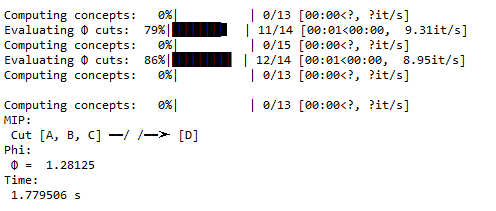 Computing concepts:   0%|          | 0/13 [00:00<?, ?it/s]
Evaluating Φ cuts:  79%|███████▊  | 11/14 [00:01<00:00,  9.31it/s]
Computing concepts:   0%|          | 0/15 [00:00<?, ?it/s]
Evaluating Φ cuts:  86%|████████▌ | 12/14 [00:01<00:00,  8.95it/s]
Computing concepts:   0%|          | 0/13 [00:00<?, ?it/s]
Computing concepts:   0%|          | 0/13 [00:00<?, ?it/s]
MIP:
Cut [A, B, C] ━━/ /━━➤ [D]
Phi:
Φ =  1.28125
Time:
1.779506 s